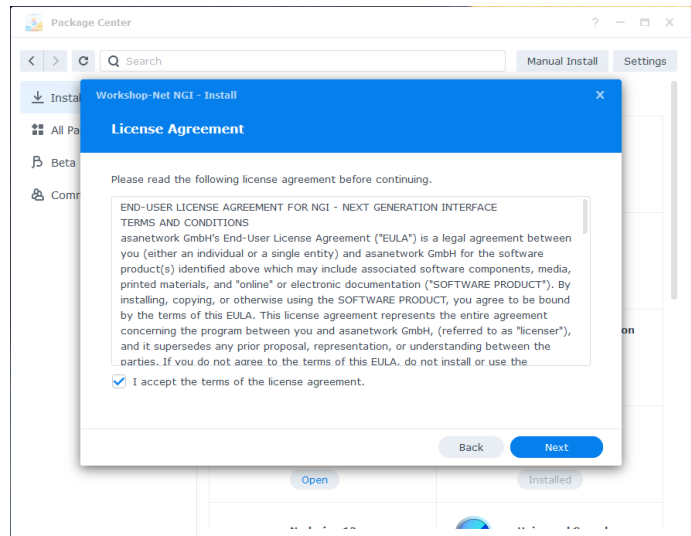 Package Center
Search
Manual Install
Settings
Instal
All Pa
Beta
Comm
Workshop-Net NGI - Install
License Agreement
Please read the following license agreement before continuing.
END-USER LICENSE AGREEMENT FOR NGI - NEXT GENERATION INTERFACE
TERMS AND CONDITIONS
asanetwork GmbH's End-User License Agreement ("EULA") is a legal agreement between
you (either an individual or a single entity) and asanetwork GmbH for the software
product(s) identified above which may include associated software components, media,
printed materials, and "online" or electronic documentation ("SOFTWARE PRODUCT"). By
installing, copying, or otherwise using the SOFTWARE PRODUCT, you agree to be bound
by the terms of this EULA. This license agreement represents the entire agreement
concerning the program between you and asanetwork GmbH, (referred to as "licenser"),
and it supersedes any prior proposal, representation, or understanding between the
parties. If you do not agree to the terms of this EULA, do not install or use the
I accept the terms of the license agreement.
on
Back
Next
Open
Installed